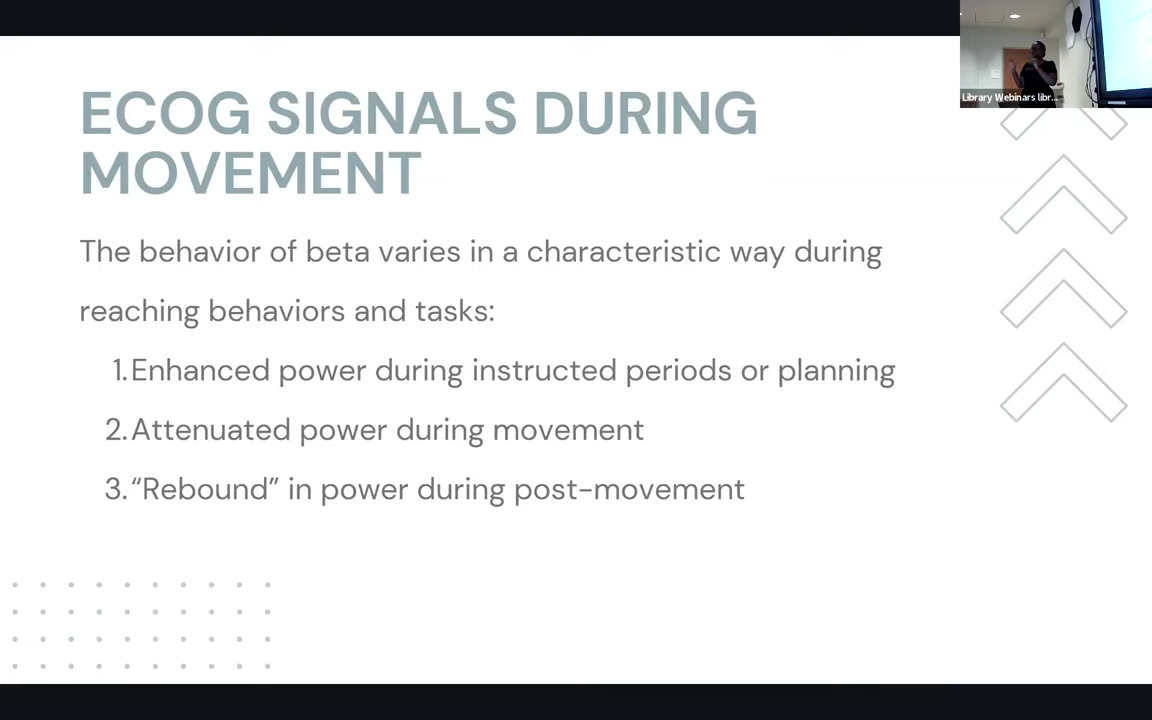 ECOG SIGNALS DURING
MOVEMENT
The behavior of beta varies in a characteristic way during
reaching behaviors and tasks:
1. Enhanced power during instructed periods or planning
2. Attenuated power during movement
3. “Rebound” in power during post-movement
Library Webinars libr...